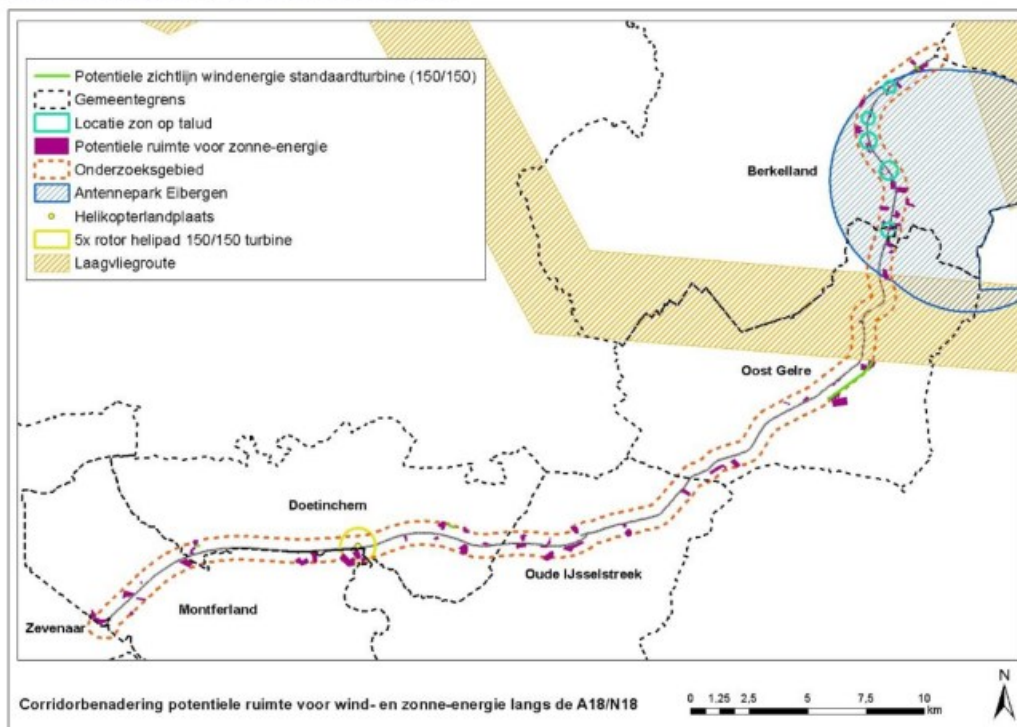 Potentiele zichtlijn windenergie standaardturbine (150/150)
Gemeentegrens
Locatie zon op talud
Potentiele ruimte voor zonne-energie
Onderzoeksgebied
Antennepark Eibergen
Helikopterlandplaats
5x rotor helipad 150/150 turbine
Laagvliegroute
Berkelland
Oost Gelre
Doetinchem
Oude IJsselstreek
Montferland
Zevenaar
Corridorbenadering potentiele ruimte voor wind- en zonne-energie langs de A18/N18
0 1.25 2.5 5 7.5 10
km
N